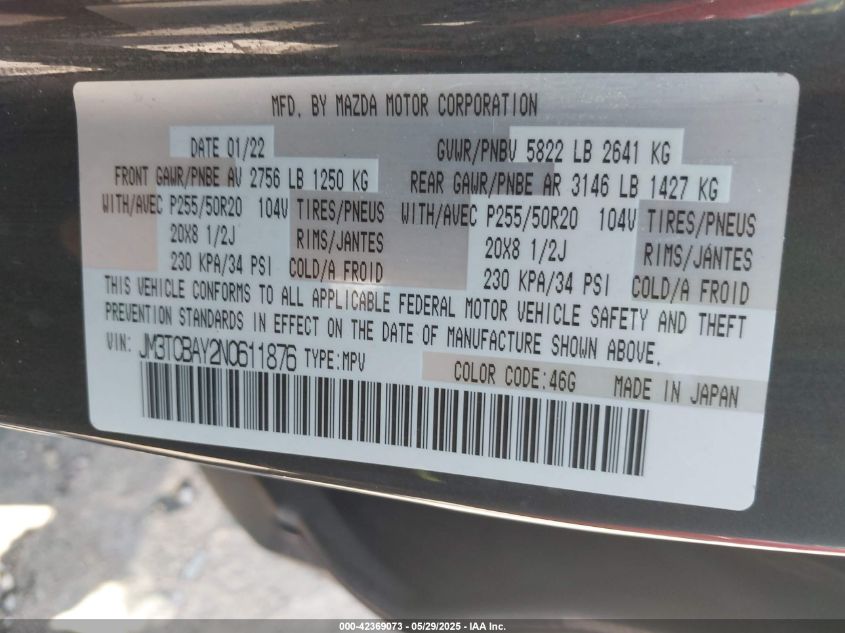 MFD. BY MAZDA MOTOR CORPORATION
DATE 01/22 GVWR/PNBV 5822 LB 2641 KG
FRONT GAWR/PNBE AV 2756 LB 1250 KG REAR GAWR/PNBE AR 3146 LB 1427 KG
WITH/AVEC P255/50R20 104V TIRES/PNEUS WITH/AVEC P255/50R20 104V TIRES/PNEUS
20X8 1/2J RIMS/JANTES 20X8 1/2J RIMS/JANTES
230 KPA/34 PSI COLD/A FROID 230 KPA/34 PSI COLD/A FROID
THIS VEHICLE CONFORMS TO ALL APPLICABLE FEDERAL MOTOR VEHICLE SAFETY AND THEFT
PREVENTION STANDARDS IN EFFECT ON THE DATE OF MANUFACTURE SHOWN ABOVE.
VIN: JM3TCBAY2N0611876 TYPE:MPV
COLOR CODE:46G MADE IN JAPAN
000-42369073 - 05/29/2025 - IAA Inc.